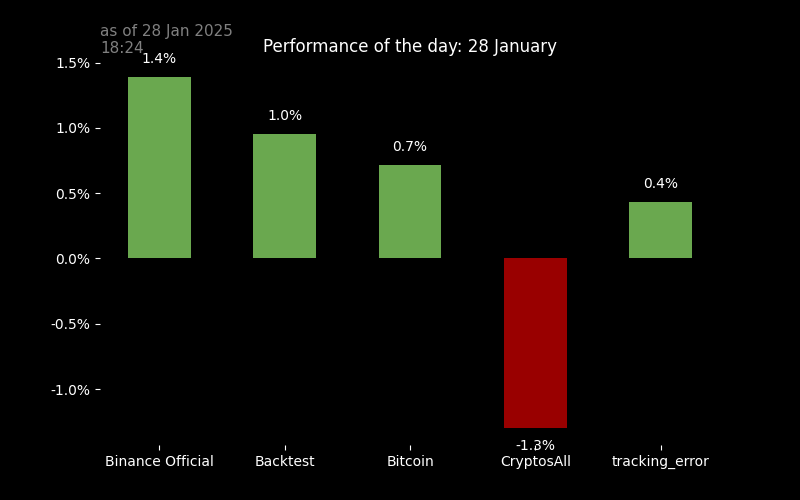 as of 28 Jan 2025
18:24
Performance of the day: 28 January
1.5%
1.0%
0.5%
0.0%
-0.5%
-1.0%
1.4%
1.0%
0.7%
-1.3%
0.4%
Binance Official
Backtest
Bitcoin
CryptosAll
tracking_error